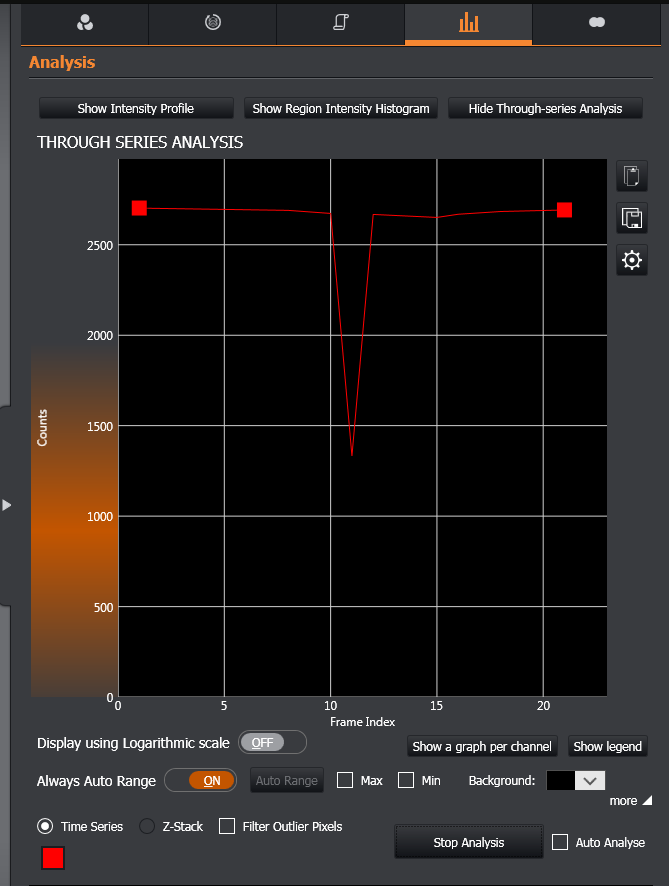 Analysis
Show Intensity Profile
Show Region Intensity Histogram
Hide Through-series Analysis
THROUGH SERIES ANALYSIS
2500
2000
1500
1000
500
0
Counts
0 5 10 15 20
Frame Index
Display using Logarithmic scale OFF
Show a graph per channel Show legend
Always Auto Range ON Auto Range Max Min Background:
more
Time Series Z-Stack Filter Outlier Pixels
Stop Analysis Auto Analyse